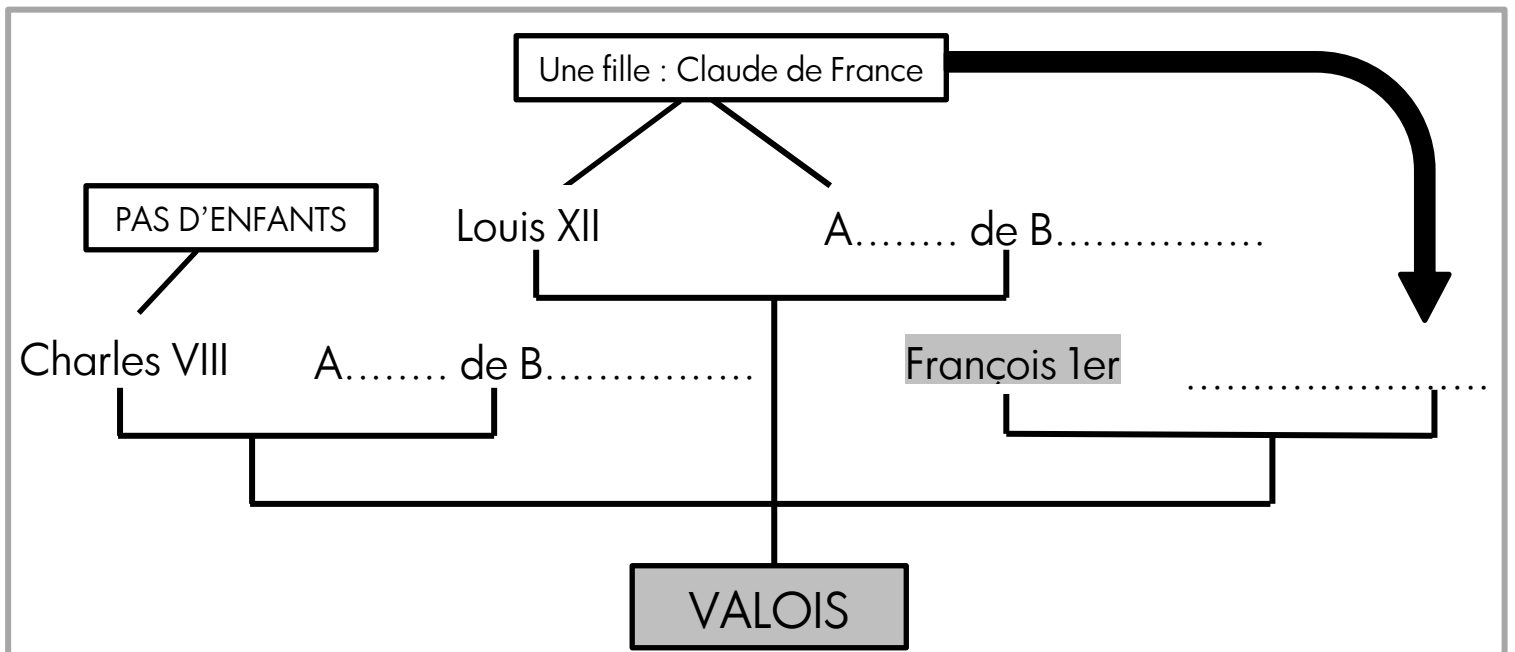 Une fille : Claude de France
PAS D'ENFANTS
Louis XII
A........ de B................
Charles VIII
A........ de B................
François 1er
.......................
VALOIS